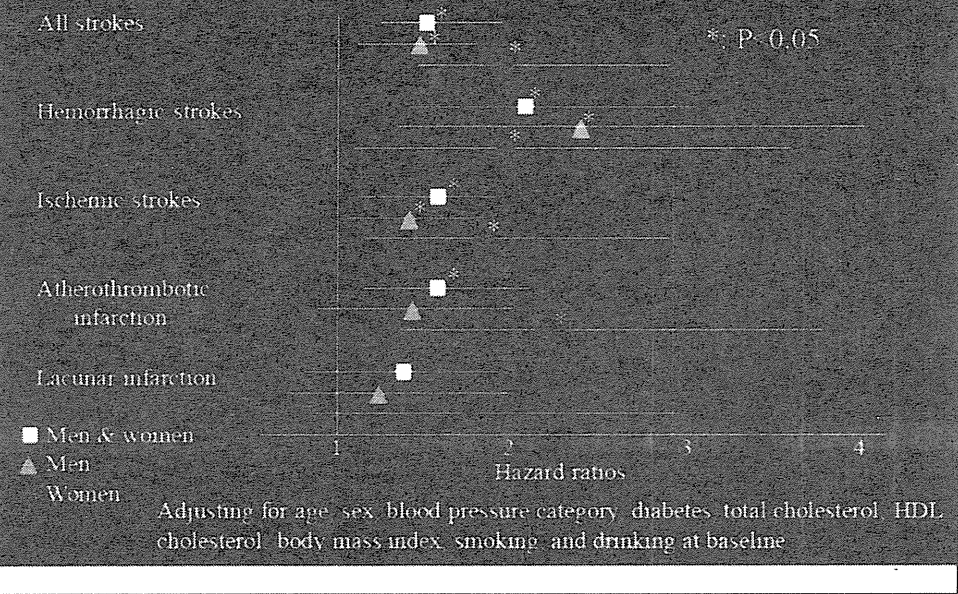 All strokes
*: P<0.05
Hemorrhagic strokes
Ischemic strokes
Atherothrombotic
infarction
Lacunar infarction
Men & women
Men
Women
1 2 3 4
Hazard ratios
Adjusting for age, sex, blood pressure category, diabetes, total cholesterol, HDL
cholesterol, body mass index, smoking, and drinking at baseline